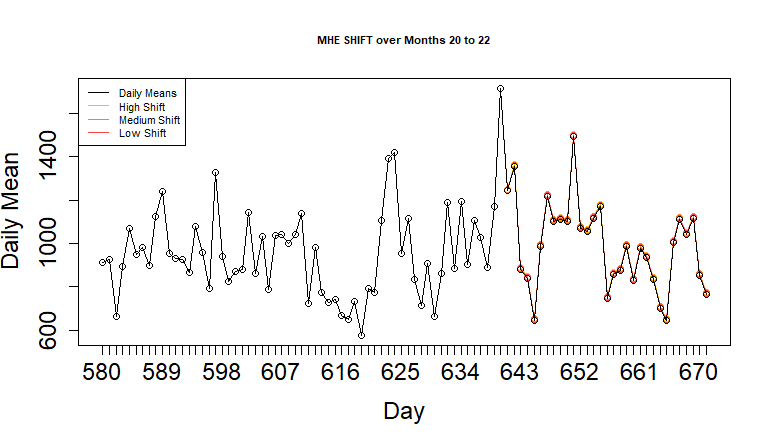 MHE SHIFT over Months 20 to 22
Daily Means
High Shift
Medium Shift
Low Shift
Daily Mean
1400
1000
600
580 589 598 607 616 625 634 643 652 661 670
Day